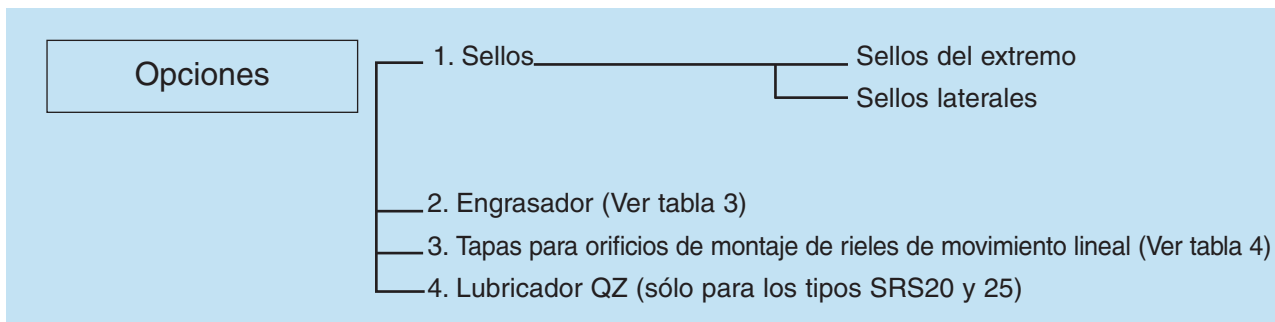 Opciones
1. Sellos
Sellos del extremo
Sellos laterales
2. Engrasador (Ver tabla 3)
3. Tapas para orificios de montaje de rieles de movimiento lineal (Ver tabla 4)
4. Lubricador QZ (sólo para los tipos SRS20 y 25)